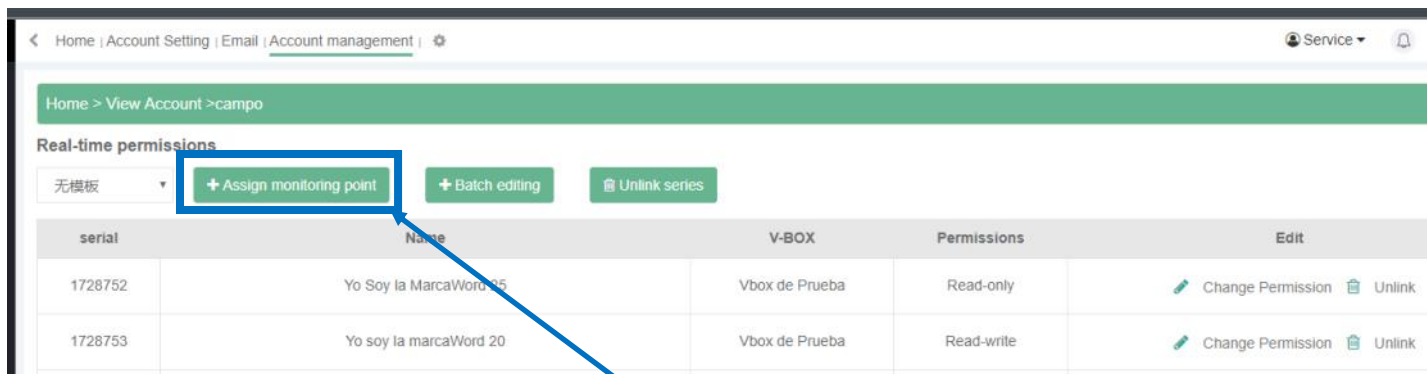 Home | Account Setting | Email | Account management | Service
Home > View Account >campo
Real-time permissions
无模板 + Assign monitoring point + Batch editing Unlink series
serial Name V-BOX Permissions Edit
1728752 Yo Soy la MarcaWord 25 Vbox de Prueba Read-only Change Permission Unlink
1728753 Yo soy la marcaWord 20 Vbox de Prueba Read-write Change Permission Unlink